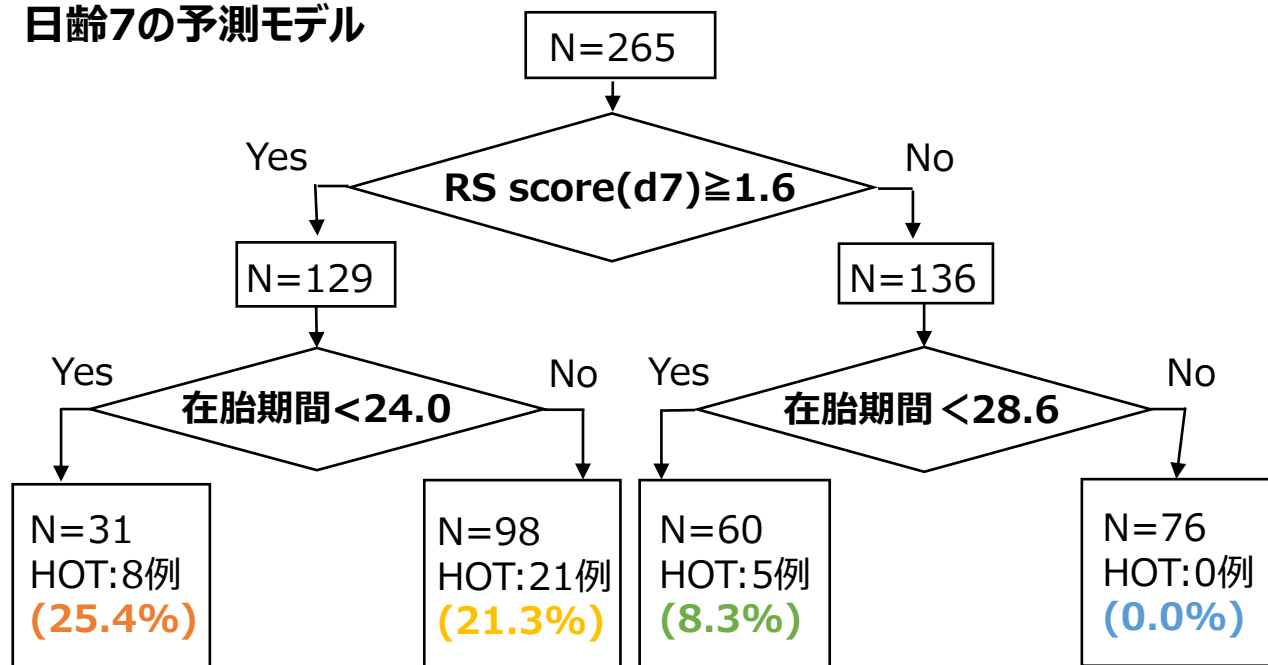 日齢7の予測モデル
N=265
Yes
No
RS score(d7)≧1.6
N=129
N=136
Yes
No
Yes
No
在胎期間<24.0
在胎期間<28.6
N=31
HOT:8例
(25.4%)
N=98
HOT:21例
(21.3%)
N=60
HOT:5例
(8.3%)
N=76
HOT:0例
(0.0%)